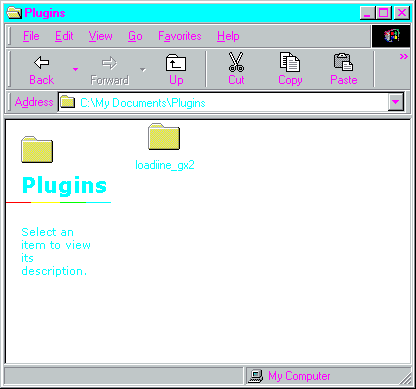 Plugins
File Edit View Go Favorites Help
Back Forward Up Cut Copy Paste »
Address C:\My Documents\Plugins
loadline_gx2
Plugins
Select an
item to view
its
description.
My Computer